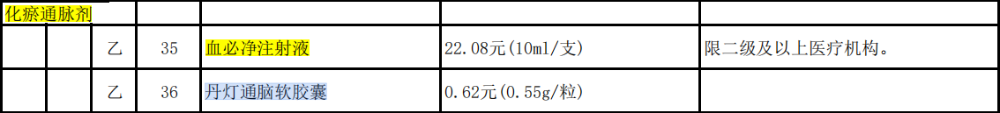 化瘀通脉剂
乙 35 血必净注射液 22.08元(10ml/支) 限二级及以上医疗机构。
乙 36 丹灯通脑软胶囊 0.62元(0.55g/粒)